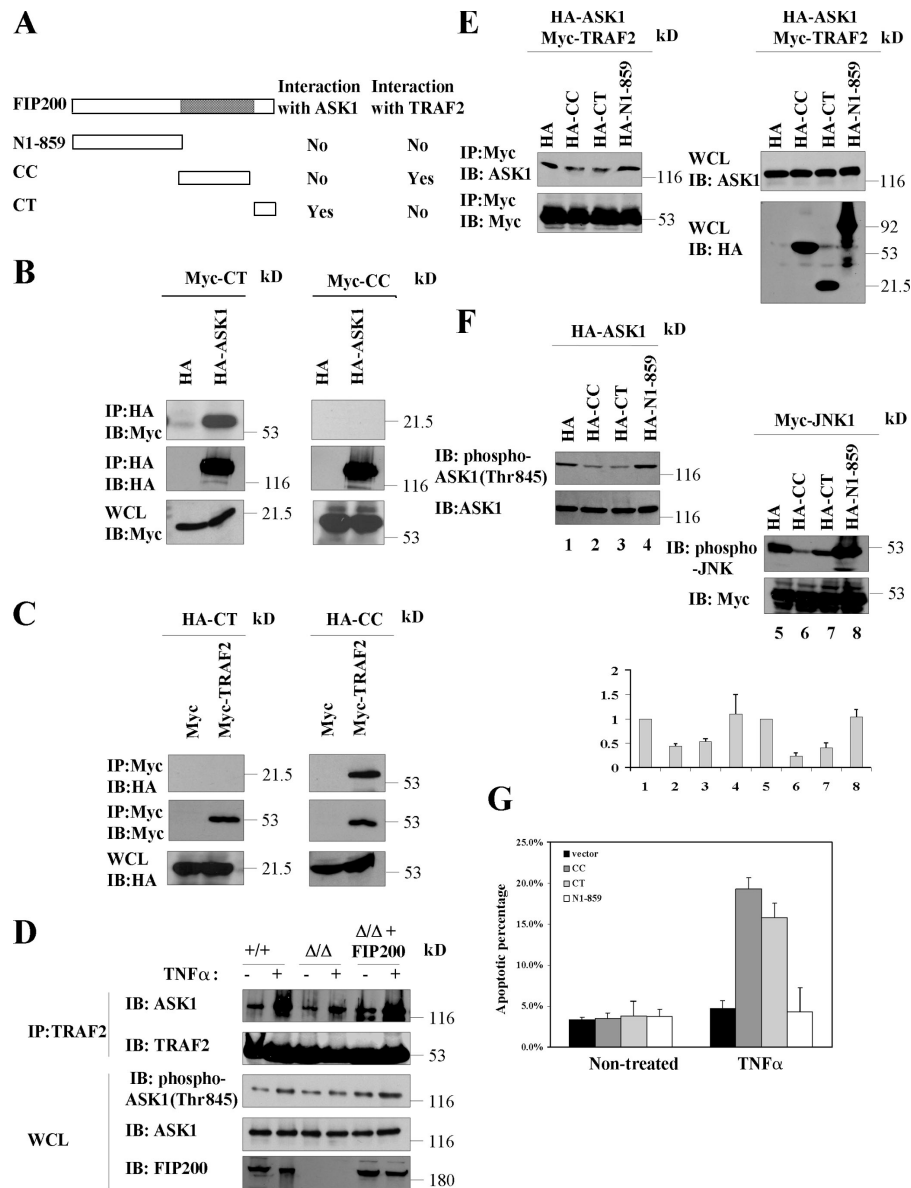 A
Interaction with ASK1
Interaction with TRAF2
FIP200
N1-859 No No
CC No Yes
CT Yes No
B
Myc-CT kD
HA
HA-ASK1
IP:HA
IB:Myc
53
IP:HA
IB:HA
116
WCL
IB:Myc
21.5
Myc-CC kD
HA
HA-ASK1
21.5
116
53
C
HA-CT kD
Myc
Myc-TRAF2
IP:Myc
IB:HA
21.5
IP:Myc
IB:Myc
53
WCL
IB:HA
21.5
HA-CC kD
Myc
Myc-TRAF2
53
53
53
D
+/+ Δ/Δ Δ/Δ + FIP200 kD
TNFα : - + - + - +
IP:TRAF2
IB: ASK1
116
IB: TRAF2
53
WCL
IB: phospho-
ASK1(Thr845)
116
IB: ASK1
116
IB: FIP200
180
E
HA-ASK1
Myc-TRAF2 kD
HA
HA-CC
HA-CT
HA-N1-859
IP:Myc
IB: ASK1
116
IP:Myc
IB: Myc
53
HA-ASK1
Myc-TRAF2 kD
HA
HA-CC
HA-CT
HA-N1-859
WCL
IB: ASK1
116
WCL
IB: HA
92
53
21.5
F
HA-ASK1 kD
HA
HA-CC
HA-CT
HA-N1-859
IB: phospho-
ASK1(Thr845)
116
IB:ASK1
116
1 2 3 4
Myc-JNK1 kD
HA
HA-CC
HA-CT
HA-N1-859
IB: phospho
-JNK
53
IB: Myc
53
5 6 7 8
2
1.5
1
0.5
0
1 2 3 4 5 6 7 8
G
Apoptotic percentage
25.0%
20.0%
15.0%
10.0%
5.0%
0.0%
vector
CC
CT
N1-859
Non-treated TNFα